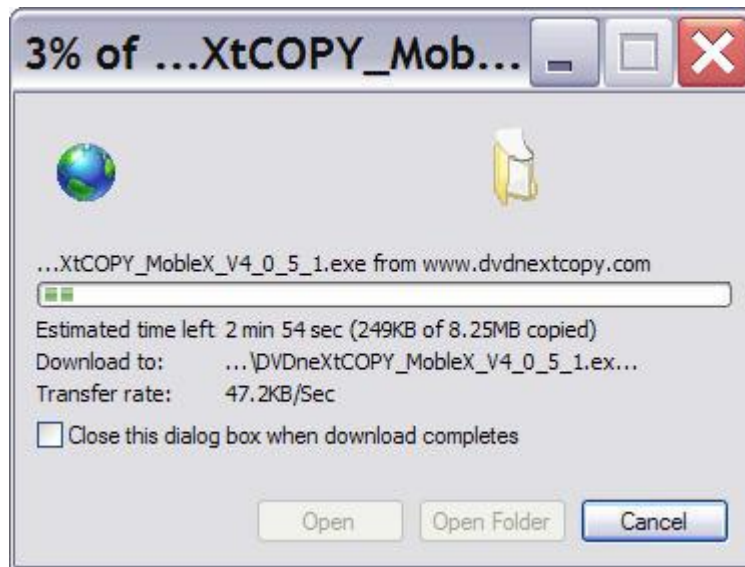 3% of ...XtCOPY_Mob...
...XtCOPY_MobleX_V4_0_5_1.exe from www.dvdnextcopy.com
Estimated time left 2 min 54 sec (249KB of 8.25MB copied)
Download to: ...\DVDneXtCOPY_MobleX_V4_0_5_1.ex...
Transfer rate: 47.2KB/Sec
Close this dialog box when download completes
Open Open Folder Cancel